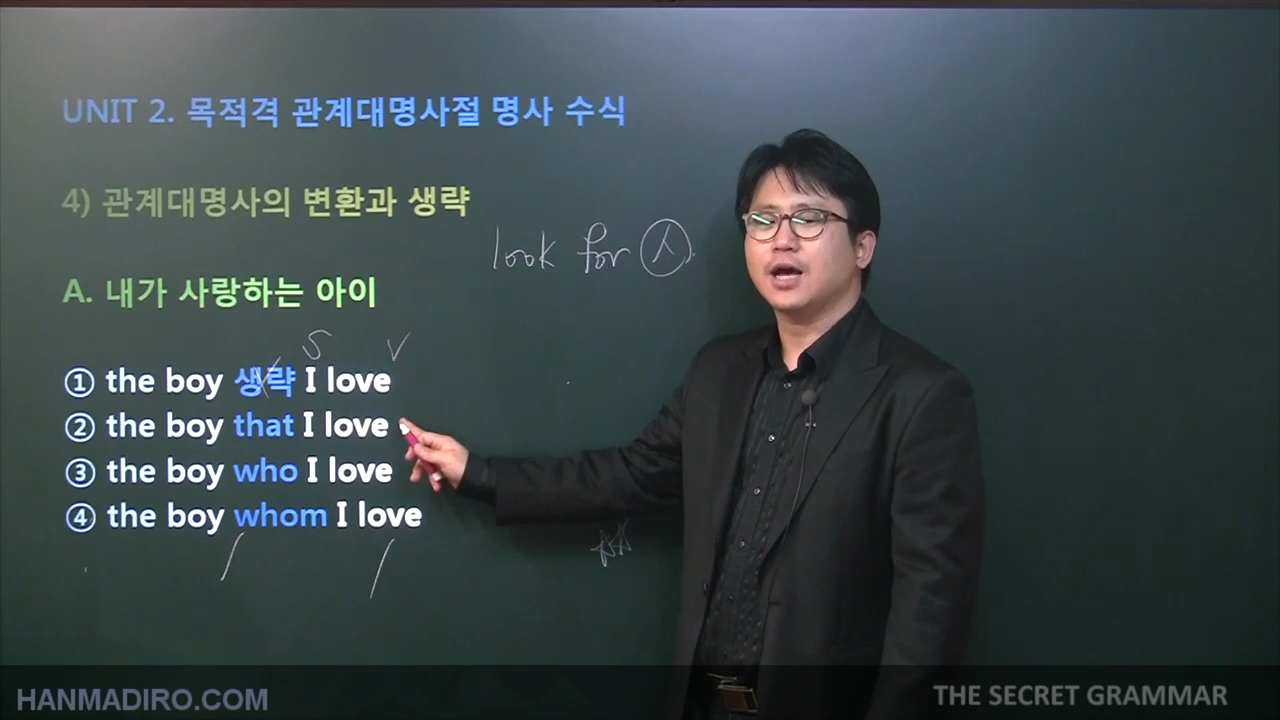 UNIT 2. 목적격 관계대명사절 명사 수식
4) 관계대명사의 변환과 생략
look for 人
A. 내가 사랑하는 아이
S V
① the boy 생략 I love
② the boy that I love
③ the boy who I love
④ the boy whom I love
HANMADIRO.COM
THE SECRET GRAMMAR